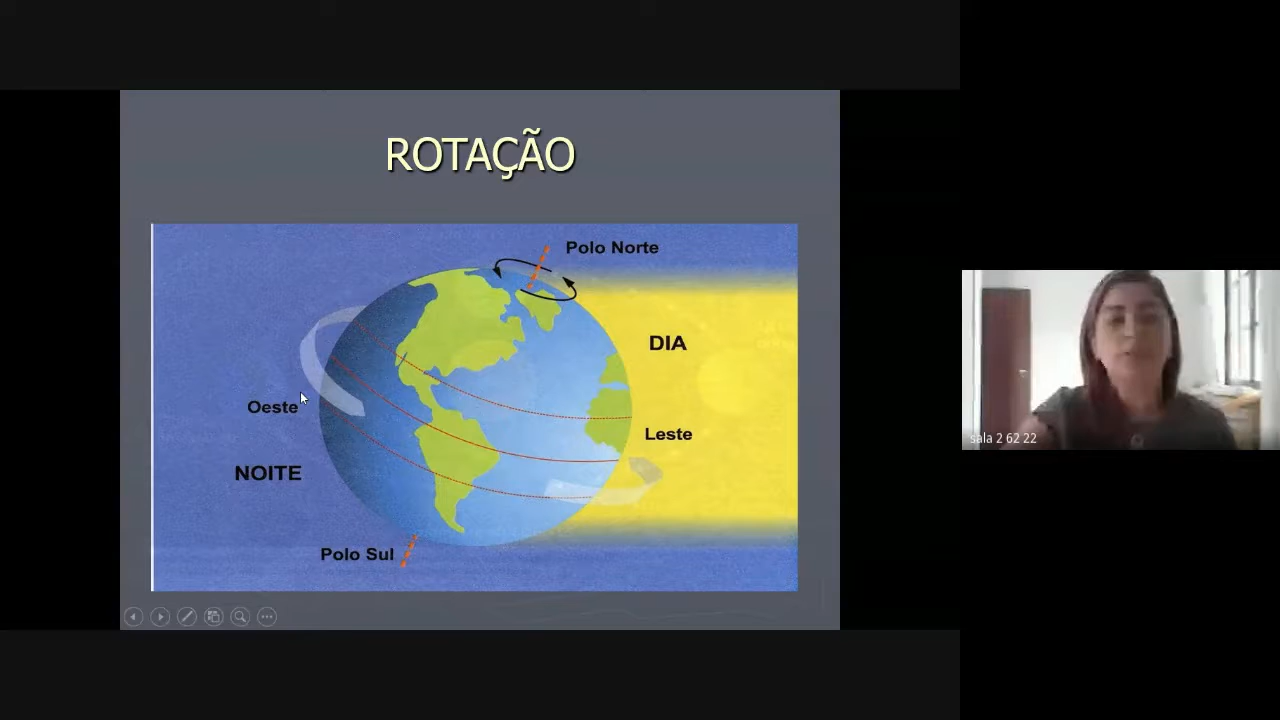 ROTAÇÃO
Polo Norte
DIA
Oeste
Leste
NOITE
Polo Sul
sala 2 62 22